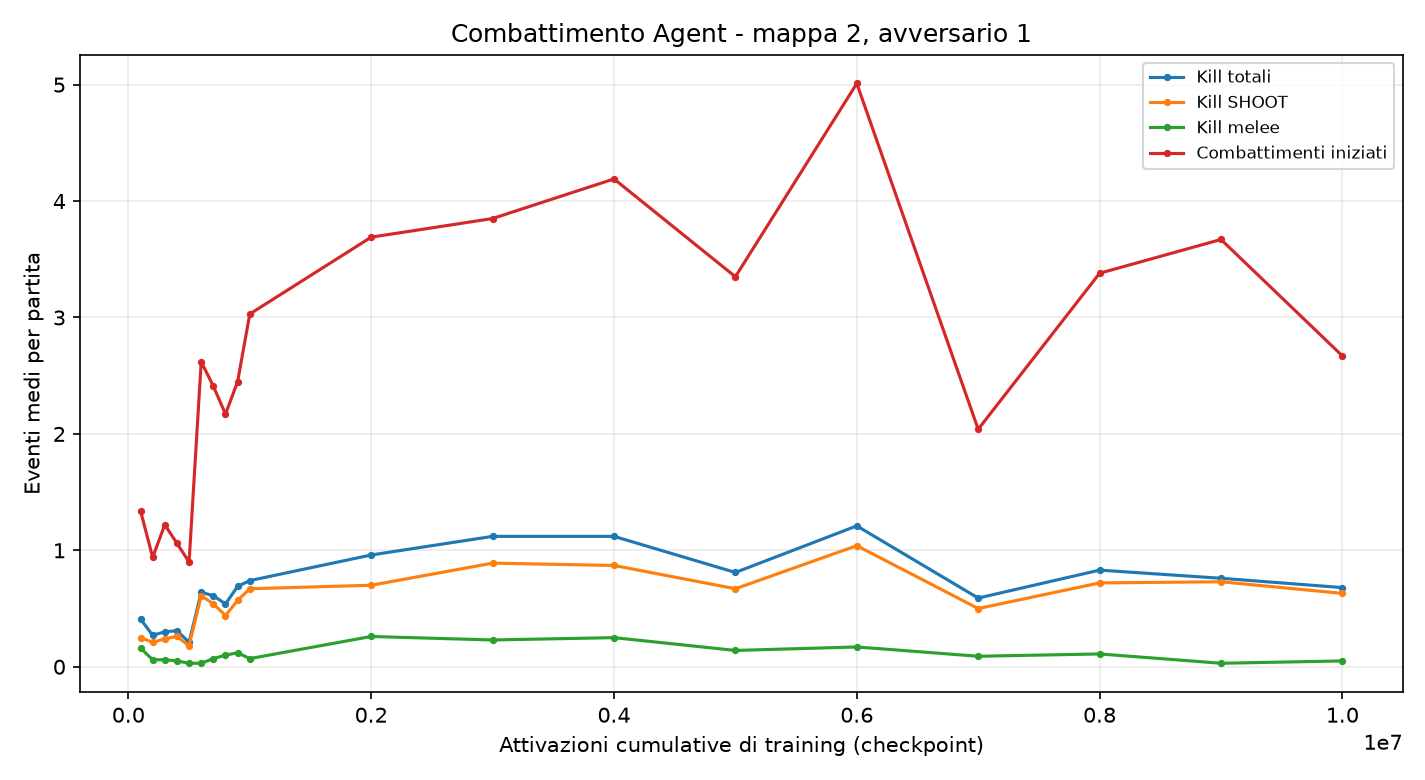 Combattimento Agent - mappa 2, avversario 1
Kill totali
Kill SHOOT
Kill melee
Combattimenti iniziati
Eventi medi per partita
5
4
3
2
1
0
0.0 0.2 0.4 0.6 0.8 1.0
1e7
Attivazioni cumulative di training (checkpoint)